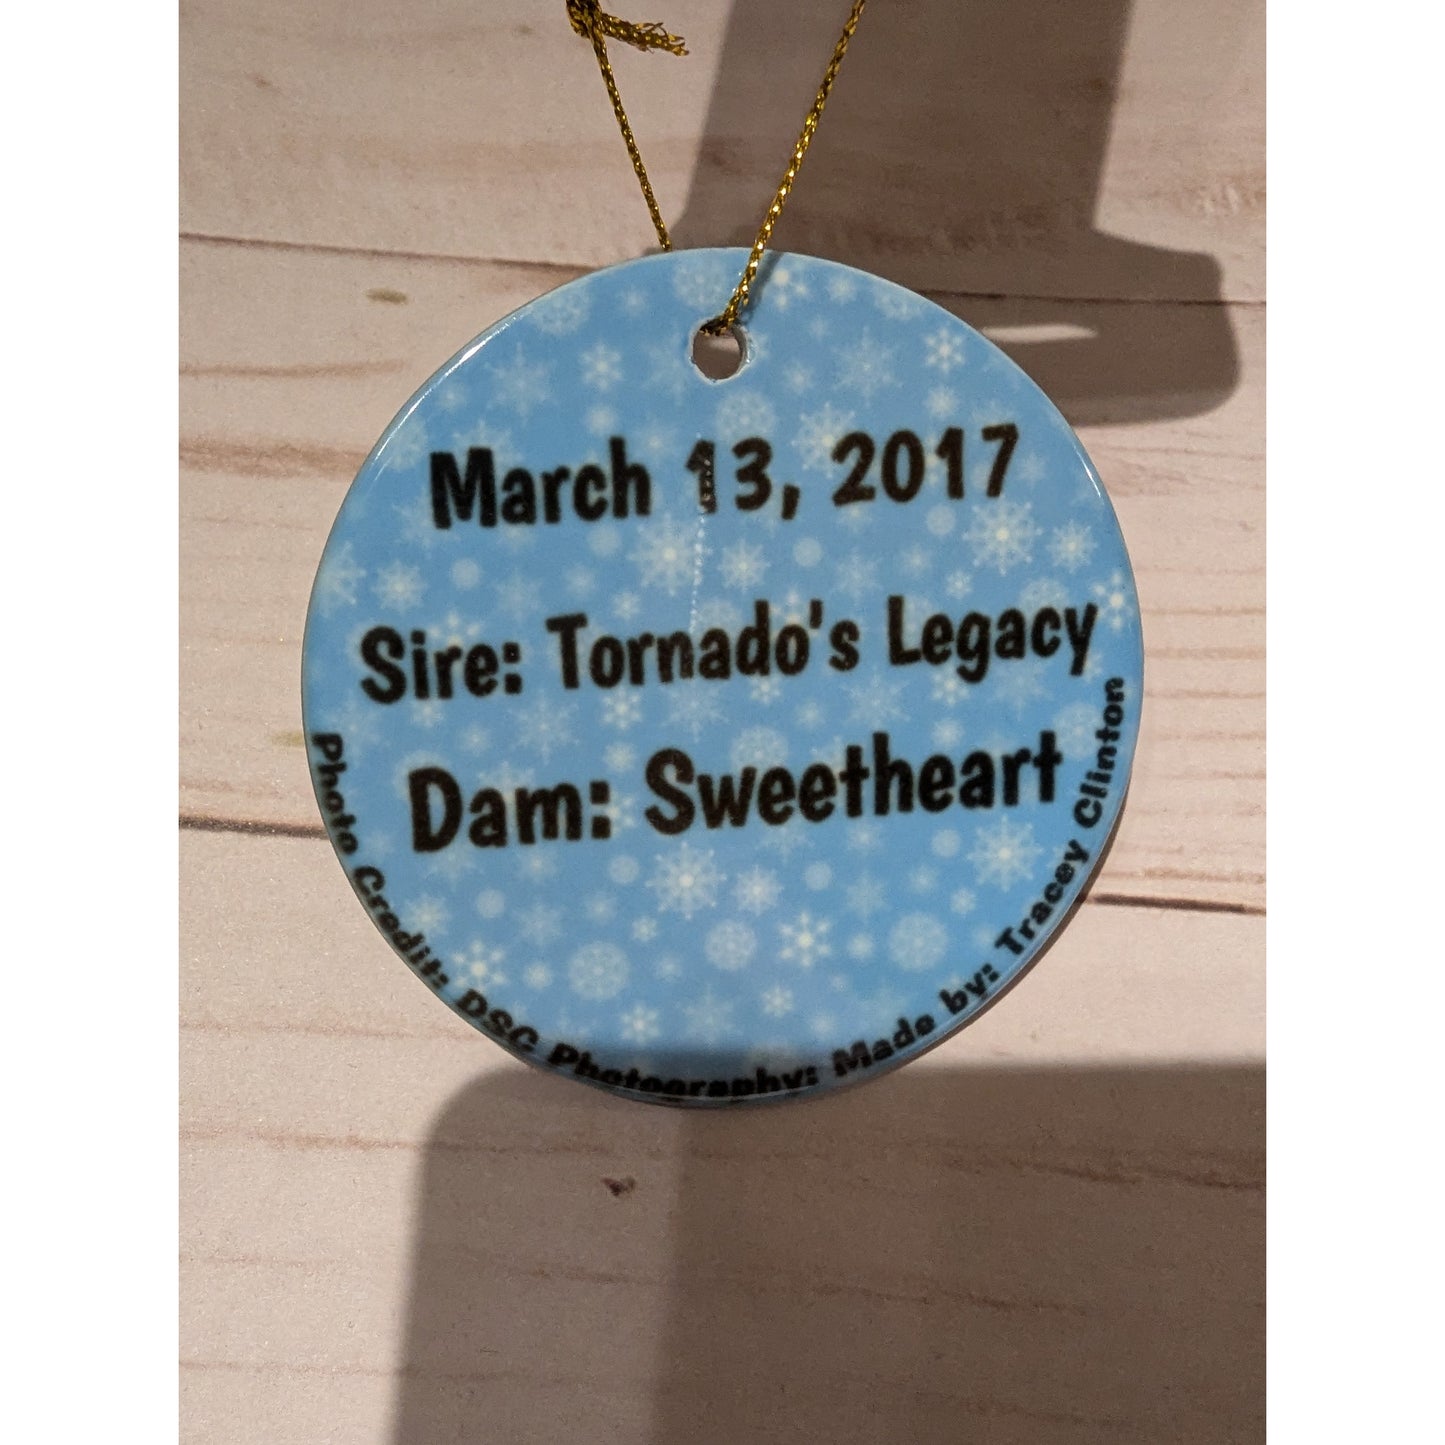 March 13, 2017
Sire: Tornado's Legacy
Dam: Sweetheart
Photo Credit: DSC Photography; Made by: Tracey Clinton